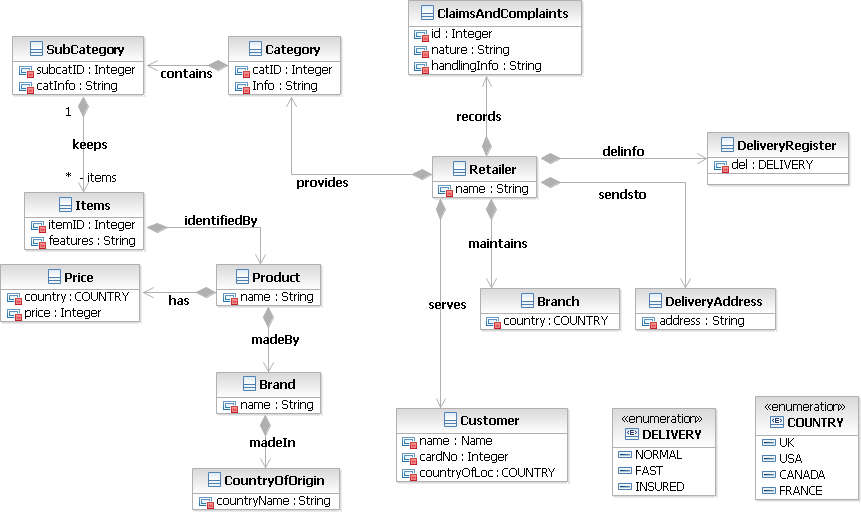 ClaimsAndComplaints
id : Integer
nature : String
handlingInfo : String
SubCategory
subcatID : Integer
catInfo : String
contains
Category
catID : Integer
Info : String
1
keeps
* - items
records
provides
Retailer
name : String
delinfo
DeliveryRegister
del : DELIVERY
sendsto
Items
itemID : Integer
features : String
identifiedBy
maintains
Price
country : COUNTRY
price : Integer
has
Product
name : String
serves
Branch
country : COUNTRY
DeliveryAddress
address : String
madeBy
Brand
name : String
madeIn
CountryOfOrigin
countryName : String
Customer
name : Name
cardNo : Integer
countryOfLoc : COUNTRY
«enumeration»
DELIVERY
NORMAL
FAST
INSURED
«enumeration»
COUNTRY
UK
USA
CANADA
FRANCE